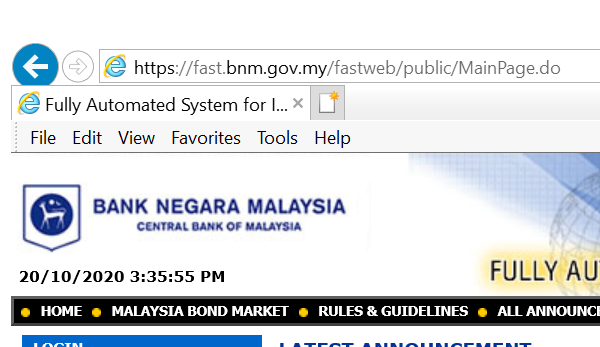 https://fast.bnm.gov.my/fastweb/public/MainPage.do
Fully Automated System for I...
File Edit View Favorites Tools Help
BANK NEGARA MALAYSIA
CENTRAL BANK OF MALAYSIA
20/10/2020 3:35:55 PM
FULLY AU
HOME MALAYSIA BOND MARKET RULES & GUIDELINES ALL ANNOUNCE
LOGIN
LATEST ANNOUNCEMENT